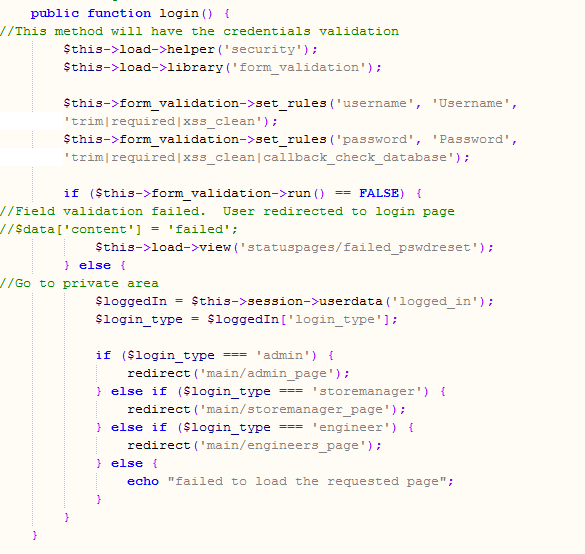 public function login() {
//This method will have the credentials validation
$this->load->helper('security');
$this->load->library('form_validation');
$this->form_validation->set_rules('username', 'Username',
'trim|required|xss_clean');
$this->form_validation->set_rules('password', 'Password',
'trim|required|xss_clean|callback_check_database');
if ($this->form_validation->run() == FALSE) {
//Field validation failed.  User redirected to login page
//$data['content'] = 'failed';
$this->load->view('statuspages/failed_pswdreset');
} else {
//Go to private area
$loggedIn = $this->session->userdata('logged_in');
$login_type = $loggedIn['login_type'];
if ($login_type === 'admin') {
redirect('main/admin_page');
} else if ($login_type === 'storemanager') {
redirect('main/storemanager_page');
} else if ($login_type === 'engineer') {
redirect('main/engineers_page');
} else {
echo "failed to load the requested page";
}
}
}